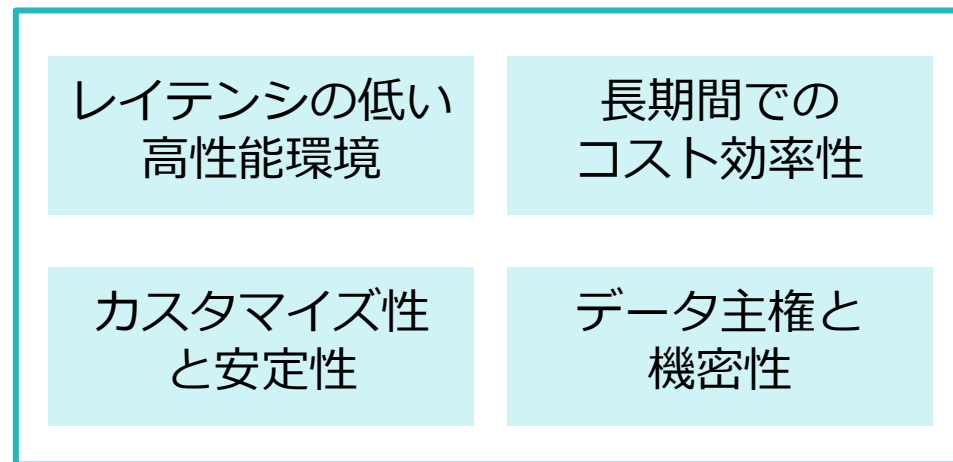 レイテンシの低い
高性能環境
長期間での
コスト効率性
カスタマイズ性
と安定性
データ主権と
機密性